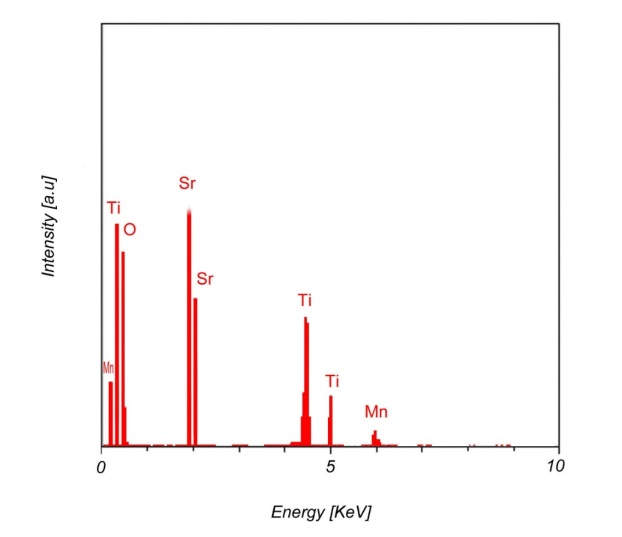 Sr
Ti
O
Sr
Ti
Mn
Ti
Mn
0
5
10
Energy [KeV]
Intensity [a.u]